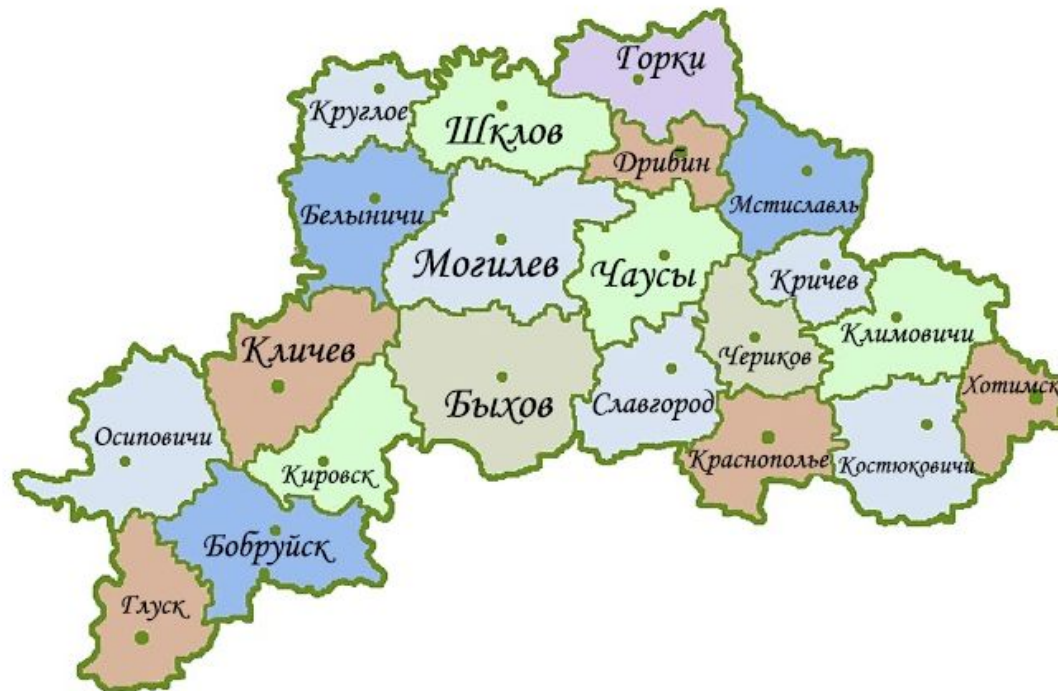 Горки
Круглое
Шклов
Дрибин
Мстиславль
Белыничи
Могилев
Чаусы
Кричев
Климовичи
Кличев
Чериков
Хотимск
Быхов
Славгород
Осиповичи
Кировск
Краснополье
Костюковичи
Бобруйск
Глуск